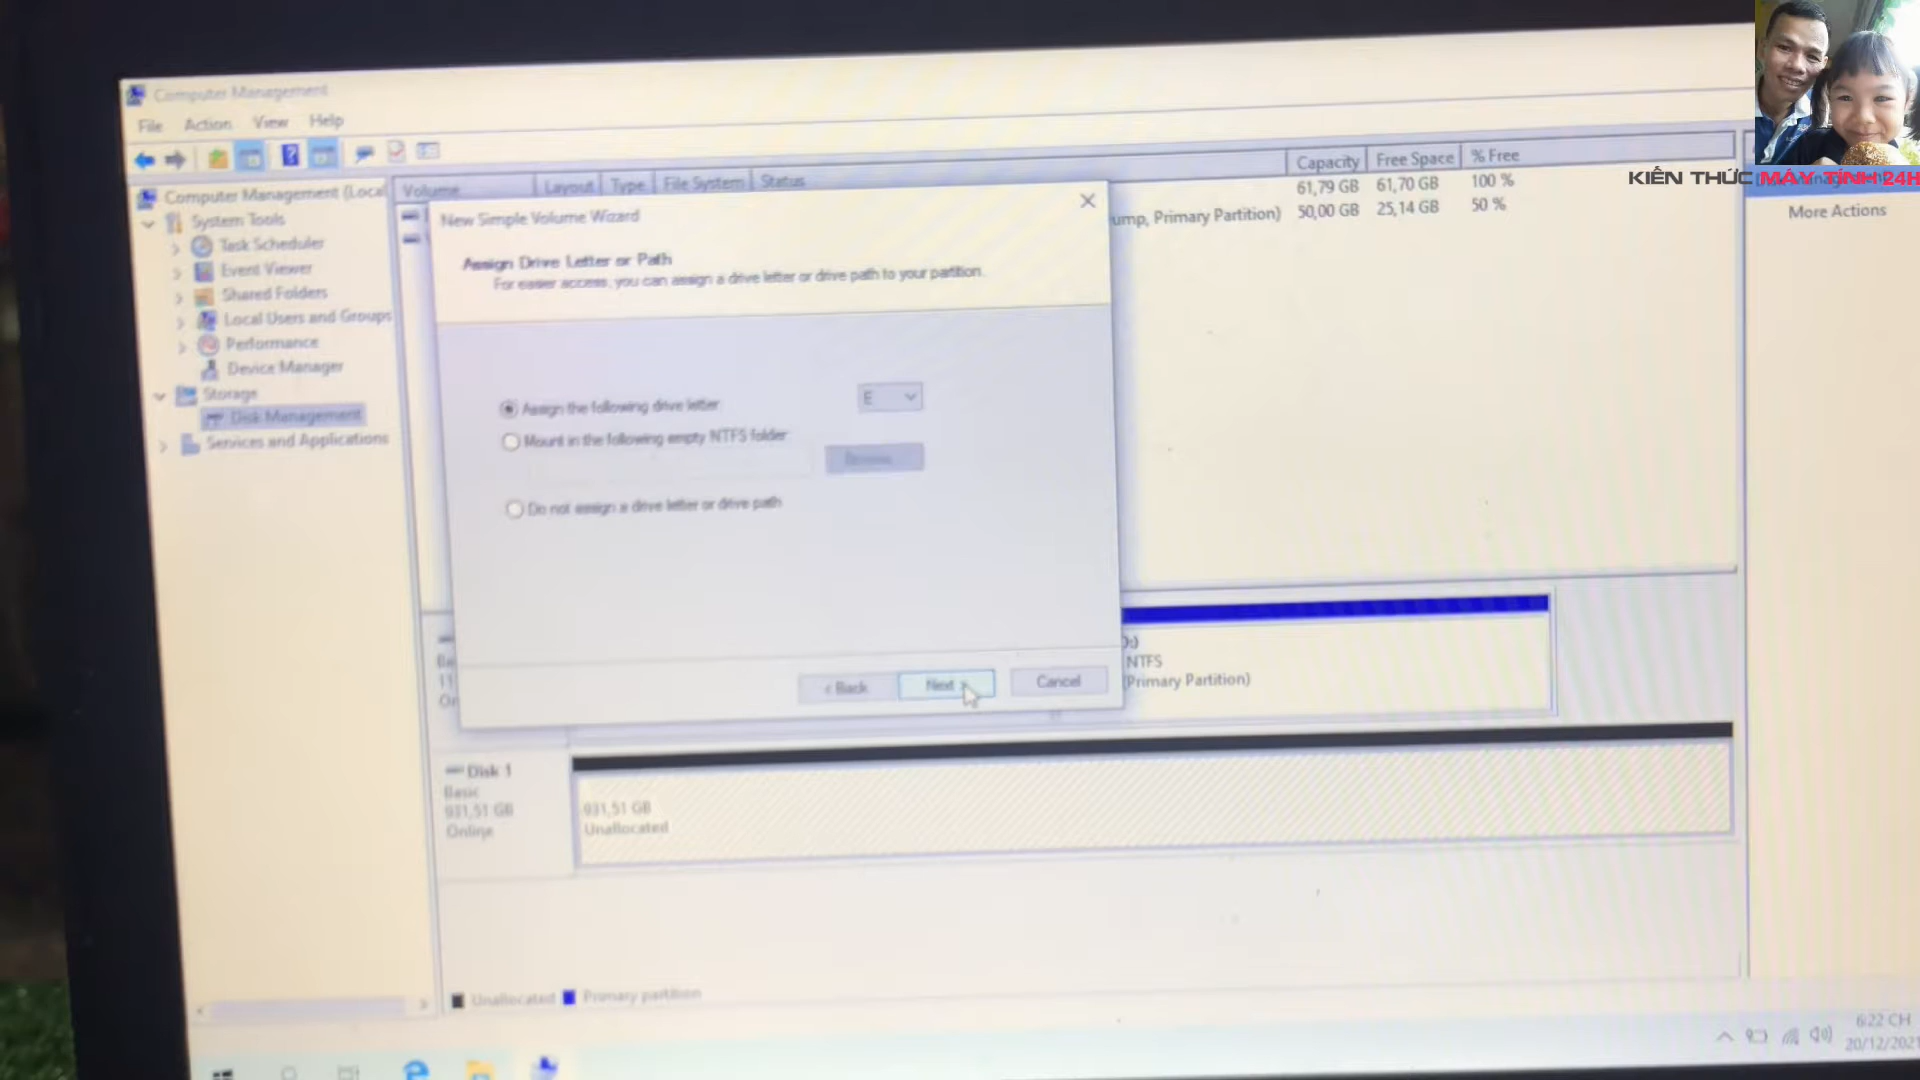 Computer Management
File Action View Help
Computer Management (Local
System Tools
Task Scheduler
Event Viewer
Shared Folders
Local Users and Groups
Performance
Device Manager
Storage
Disk Management
Services and Applications
Volume Layout Type File System Status Capacity Free Space % Free
61,79 GB 61,70 GB 100 %
ump, Primary Partition) 50,00 GB 25,14 GB 50 %
New Simple Volume Wizard
Assign Drive Letter or Path
For easier access, you can assign a drive letter or drive path to your partition.
Assign the following drive letter: E
Mount in the following empty NTFS folder:
Do not assign a drive letter or drive path
< Back Next > Cancel
NTFS
(Primary Partition)
Disk 1
Basic
931,51 GB
Online
931,51 GB
Unallocated
Unallocated Primary partition
KIẾN THỨC MÁY TÍNH 24H
More Actions
6:22 CH
20/12/2021